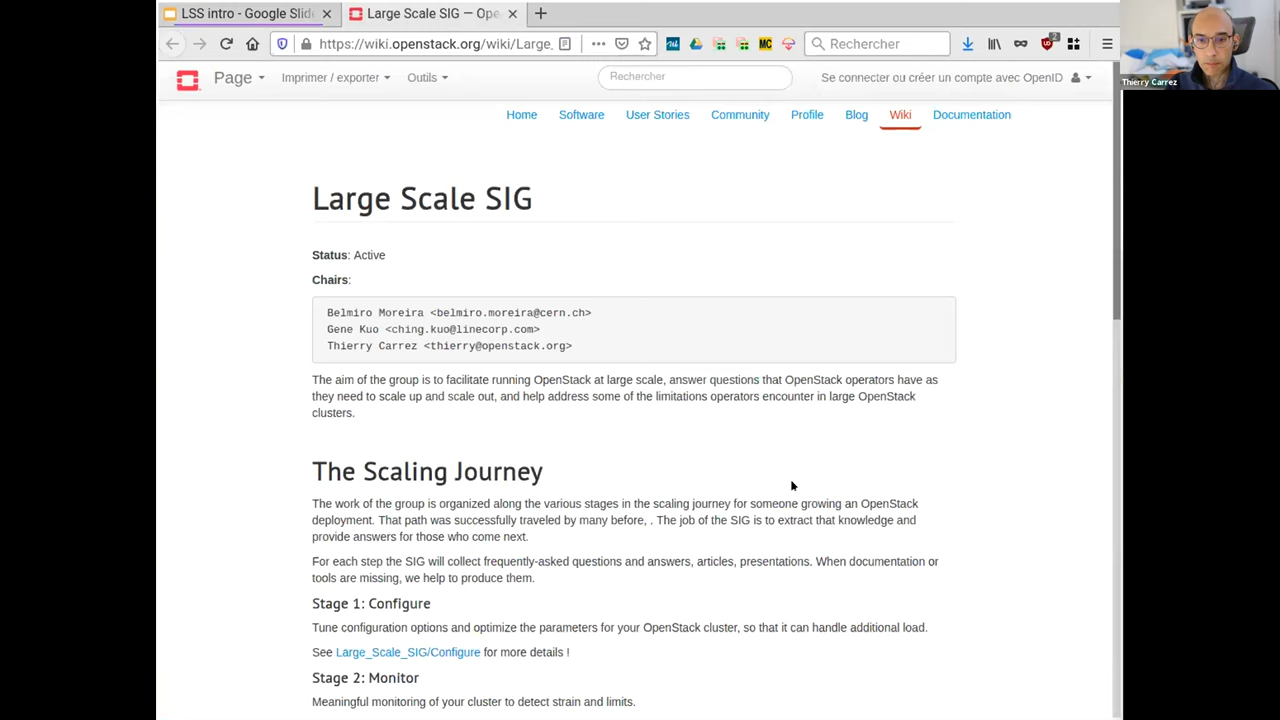 LSS intro - Google Slid
Large Scale SIG — Ope
https://wiki.openstack.org/wiki/Large_
Rechercher
2
Thierry Carrez
Page
Imprimer / exporter
Outils
Rechercher
Se connecter ou créer un compte avec OpenID
Home Software User Stories Community Profile Blog Wiki Documentation
Large Scale SIG
Status: Active
Chairs:
Belmiro Moreira <belmiro.moreira@cern.ch>
Gene Kuo <ching.kuo@linecorp.com>
Thierry Carrez <thierry@openstack.org>
The aim of the group is to facilitate running OpenStack at large scale, answer questions that OpenStack operators have as
they need to scale up and scale out, and help address some of the limitations operators encounter in large OpenStack
clusters.
The Scaling Journey
The work of the group is organized along the various stages in the scaling journey for someone growing an OpenStack
deployment. That path was successfully traveled by many before, . The job of the SIG is to extract that knowledge and
provide answers for those who come next.
For each step the SIG will collect frequently-asked questions and answers, articles, presentations. When documentation or
tools are missing, we help to produce them.
Stage 1: Configure
Tune configuration options and optimize the parameters for your OpenStack cluster, so that it can handle additional load.
See Large_Scale_SIG/Configure for more details !
Stage 2: Monitor
Meaningful monitoring of your cluster to detect strain and limits.